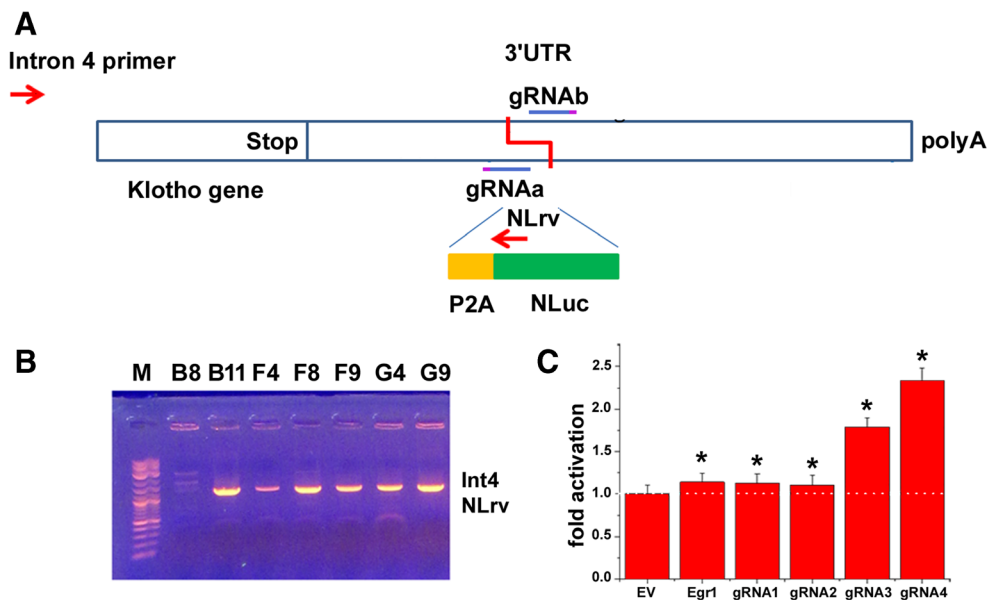 A
Intron 4 primer
3'UTR
gRNAb
Stop
polyA
Klotho gene
gRNAa
NLrv
P2A NLuc
B
M B8 B11 F4 F8 F9 G4 G9
Int4
NLrv
C
fold activation
2.5
2.0
1.5
1.0
0.5
0.0
* * * * *
EV Egr1 gRNA1 gRNA2 gRNA3 gRNA4